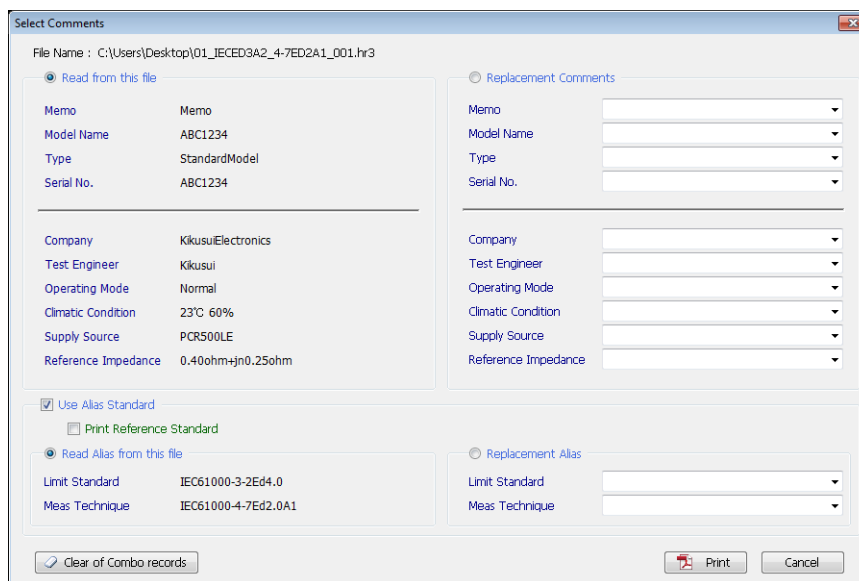 Select Comments
File Name : C:\Users\Desktop\01_IECED3A2_4-7ED2A1_001.hr3
Read from this file
Memo Memo
Model Name ABC1234
Type StandardModel
Serial No. ABC1234
Company KikusuiElectronics
Test Engineer Kikusui
Operating Mode Normal
Climatic Condition 23℃ 60%
Supply Source PCR500LE
Reference Impedance 0.40ohm+jn0.25ohm
Replacement Comments
Memo
Model Name
Type
Serial No.
Company
Test Engineer
Operating Mode
Climatic Condition
Supply Source
Reference Impedance
Use Alias Standard
Print Reference Standard
Read Alias from this file
Limit Standard IEC61000-3-2Ed4.0
Meas Technique IEC61000-4-7Ed2.0A1
Replacement Alias
Limit Standard
Meas Technique
Clear of Combo records
Print
Cancel